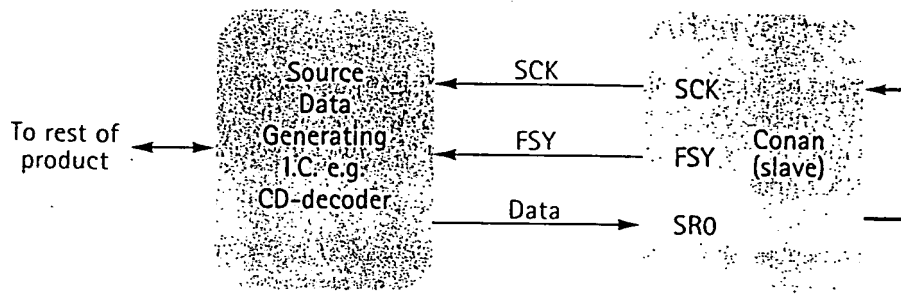 To rest of
product
Source
Data
Generating
I.C. e.g.
CD-decoder
SCK
FSY
Data
SCK
FSY
SR0
Conan
(slave)